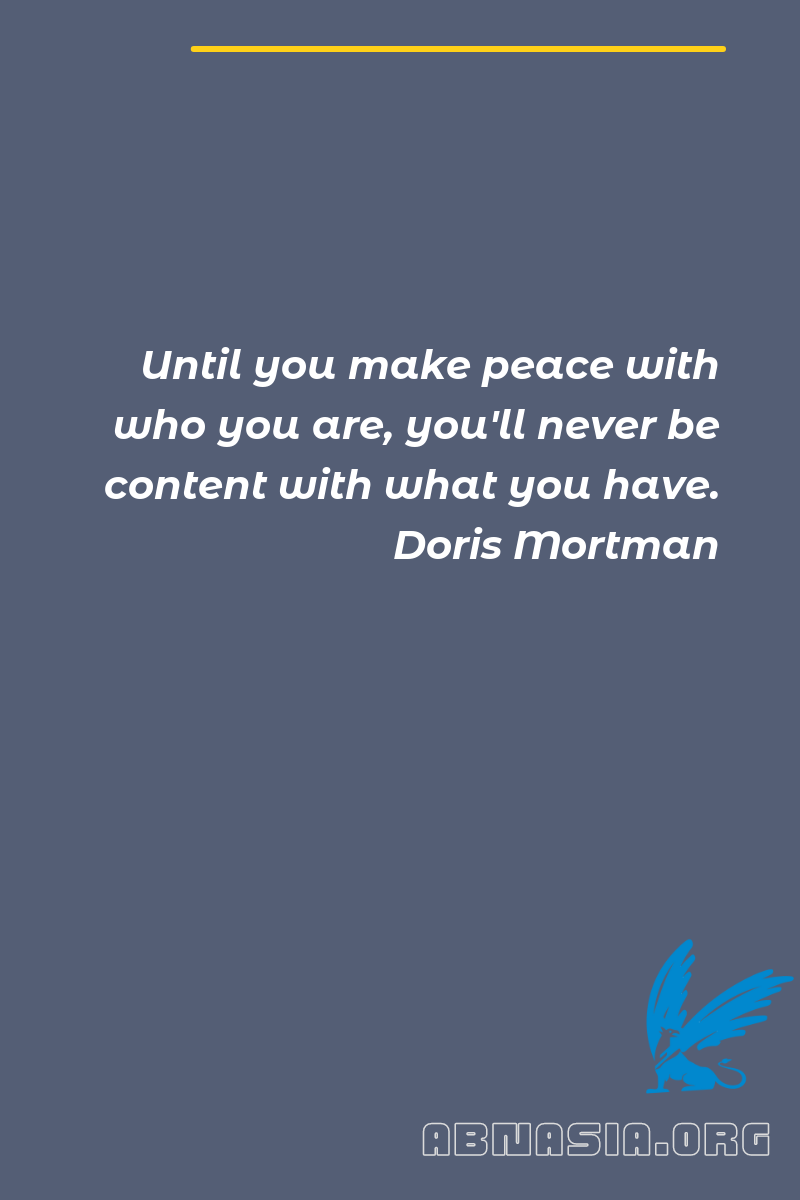 Until you make peace with
who you are, you'll never be
content with what you have.
Doris Mortman
ABNASIA.ORG